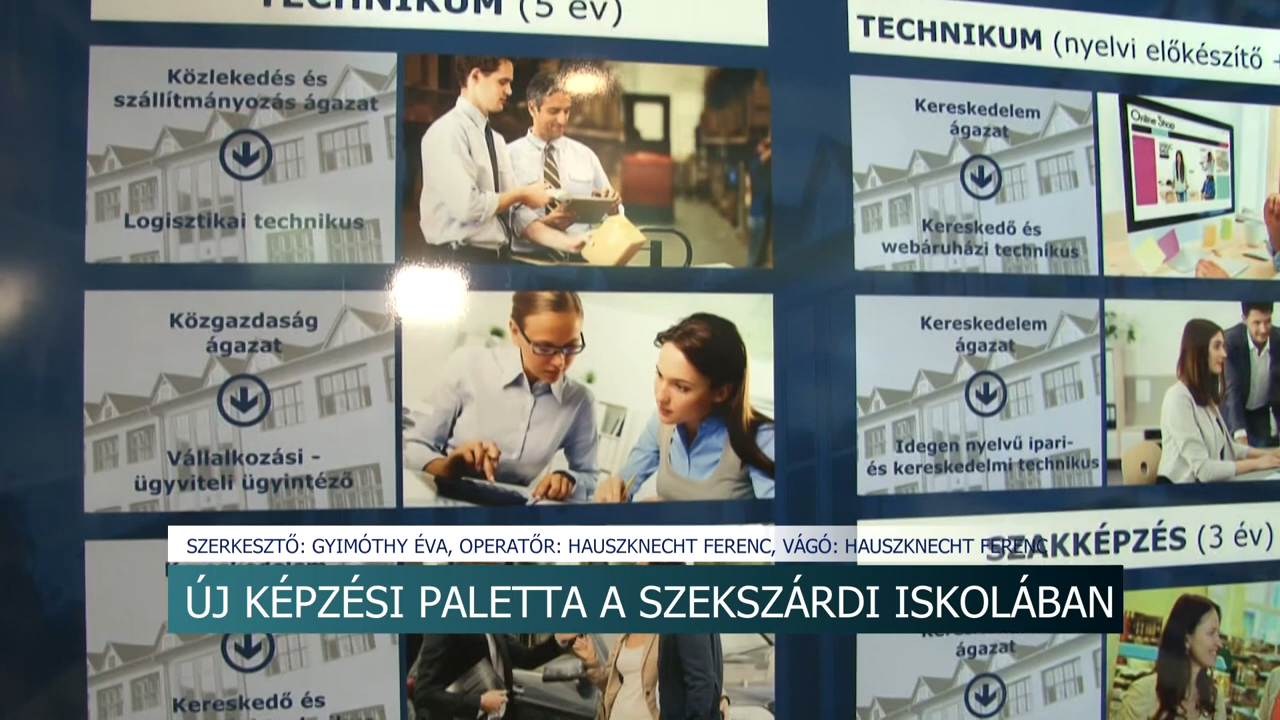 TECHNIKUM (5 év)
Közlekedés és
szállítmányozás ágazat
Logisztikai technikus
Közgazdaság
ágazat
Vállalkozási -
ügyviteli ügyintéző
Kereskedő és
TECHNIKUM (nyelvi előkészítő +
Kereskedelem
ágazat
Online Shop
Kereskedő és
webáruházi technikus
Kereskedelem
ágazat
Idegen nyelvű ipari-
és kereskedelmi technikus
SZAKKÉPZÉS (3 év)
ágazat
SZERKESZTŐ: GYIMÓTHY ÉVA, OPERATŐR: HAUSZKNECHT FERENC, VÁGÓ: HAUSZKNECHT FERENC
ÚJ KÉPZÉSI PALETTA A SZEKSZÁRDI ISKOLÁBAN